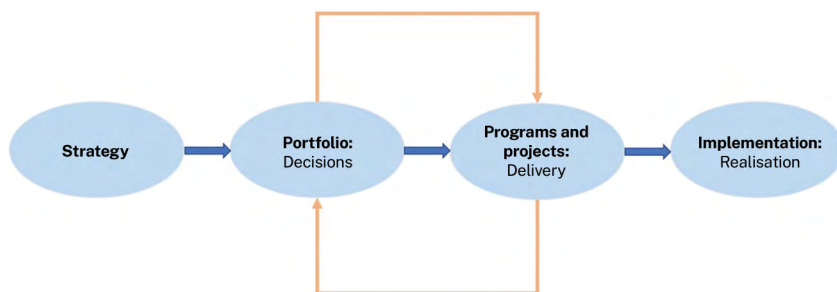 Strategy
Portfolio:
Decisions
Programs and
projects:
Delivery
Implementation:
Realisation